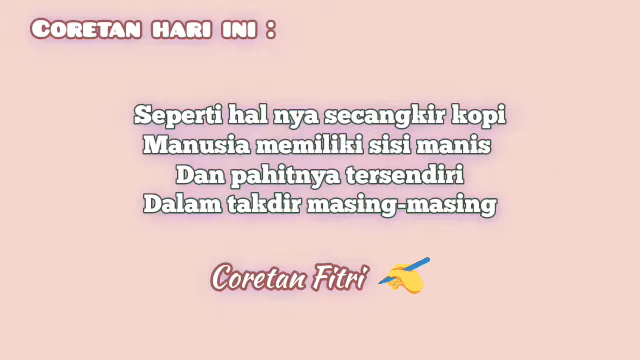 Coretan hari ini :
Seperti hal nya secangkir kopi
Manusia memiliki sisi manis
Dan pahitnya tersendiri
Dalam takdir masing-masing
Coretan Fitri ✍️